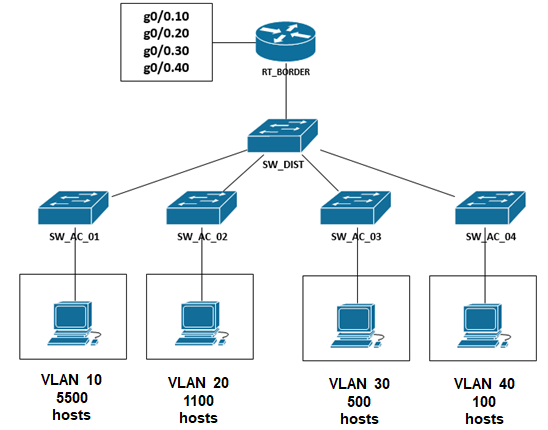 g0/0.10
g0/0.20
g0/0.30
g0/0.40
RT_BORDER
SW_DIST
SW_AC_01
SW_AC_02
SW_AC_03
SW_AC_04
VLAN 10
5500
hosts
VLAN 20
1100
hosts
VLAN 30
500
hosts
VLAN 40
100
hosts